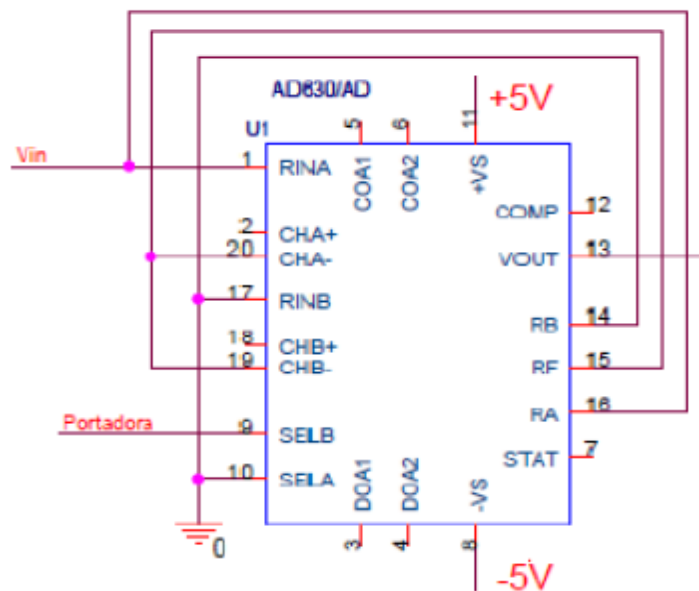 AD630/AD
U1
+5V
5
6
11
Vin
1
RINA
COA1
COA2
+VS
COMP
12
2
CHA+
20
CHA-
VOUT
13
17
RINB
RB
14
18
CHB+
19
CHB-
RF
15
RA
16
Portadora
9
SELB
STAT
7
10
SELA
DOA1
DOA2
-VS
0
3
4
8
-5V